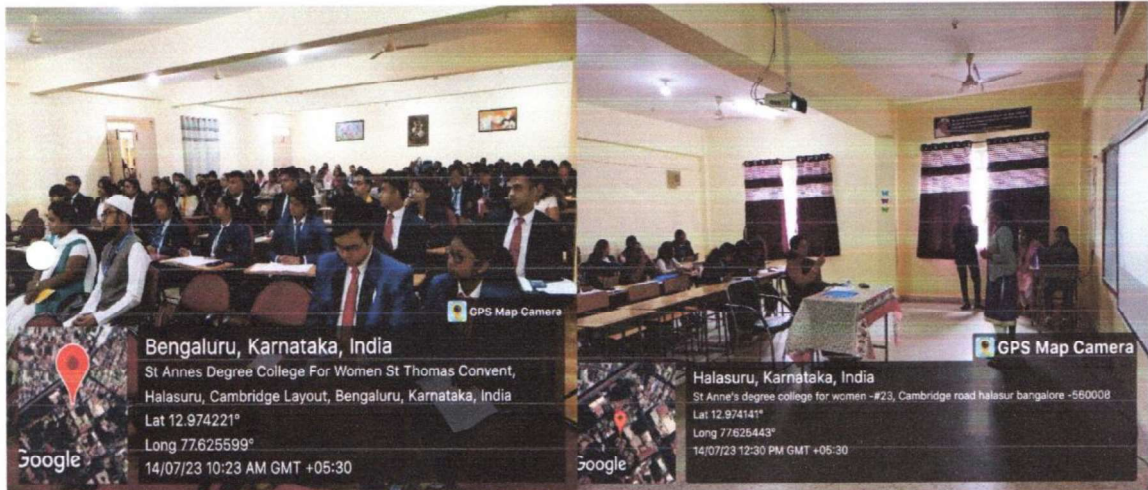 GPS Map Camera
Bengaluru, Karnataka, India
St Annes Degree College For Women St Thomas Convent,
Halasuru, Cambridge Layout, Bengaluru, Karnataka, India
Lat 12.974221°
Long 77.625599°
14/07/23 10:23 AM GMT +05:30
Google
GPS Map Camera
Halasuru, Karnataka, India
St Anne's degree college for women -#23, Cambridge road halasur bangalore -560008
Lat 12.974141°
Long 77.625443°
14/07/23 12:30 PM GMT +05:30
Google